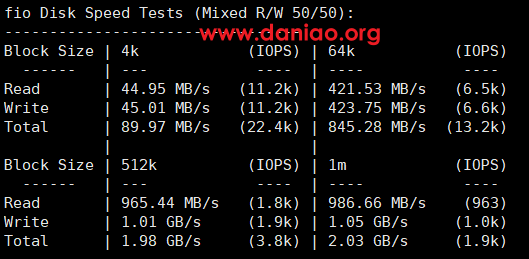 fio Disk Speed Tests (Mixed R/W 50/50):
---------------------------------
www.daniao.org
Block Size | 4k            (IOPS) | 64k           (IOPS)
  ------   | ---            ----  | ----           ----
Read       | 44.95 MB/s   (11.2k) | 421.53 MB/s   (6.5k)
Write      | 45.01 MB/s   (11.2k) | 423.75 MB/s   (6.6k)
Total      | 89.97 MB/s   (22.4k) | 845.28 MB/s  (13.2k)
           |                      |
Block Size | 512k          (IOPS) | 1m            (IOPS)
  ------   | ---            ----  | ---            ----
Read       | 965.44 MB/s   (1.8k) | 986.66 MB/s    (963)
Write      | 1.01 GB/s     (1.9k) | 1.05 GB/s     (1.0k)
Total      | 1.98 GB/s     (3.8k) | 2.03 GB/s     (1.9k)